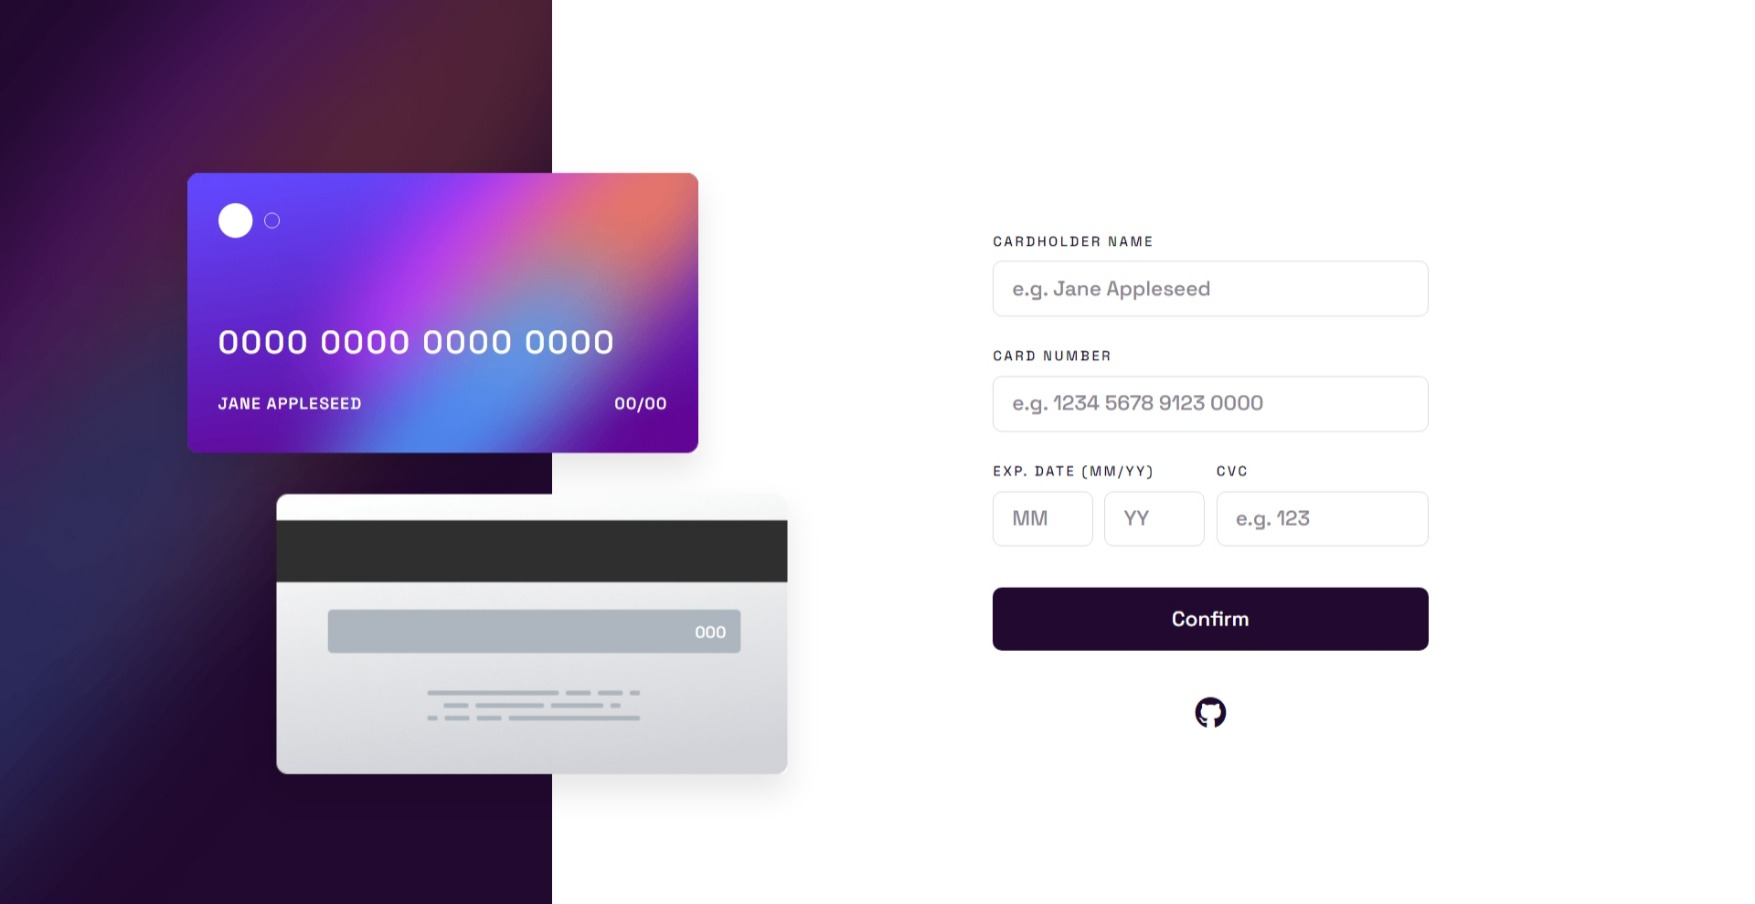 0000 0000 0000 0000
JANE APPLESEED 00/00
000
CARDHOLDER NAME
e.g. Jane Appleseed
CARD NUMBER
e.g. 1234 5678 9123 0000
EXP. DATE (MM/YY) CVC
MM YY e.g. 123
Confirm